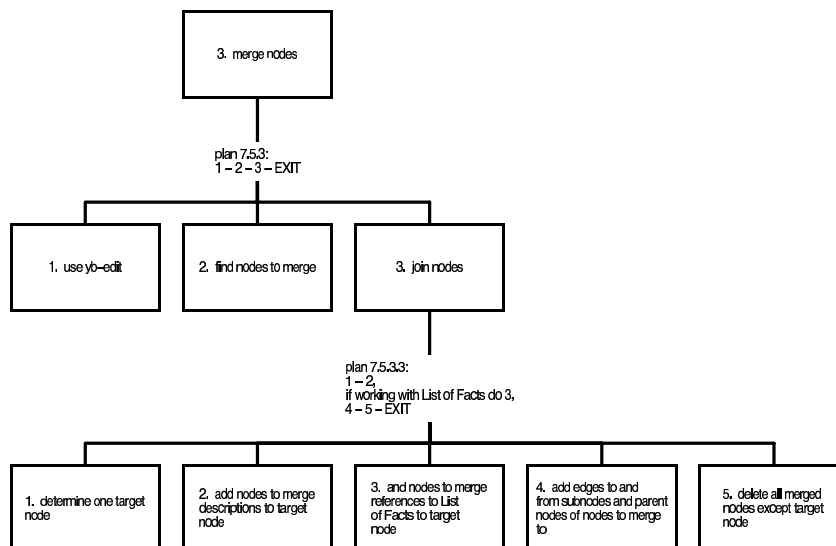 3. merge nodes
plan 7.5.3:
1 – 2 – 3 – EXIT
1. use yb–edit
2. find nodes to merge
3. join nodes
plan 7.5.3.3:
1 – 2,
if working with List of Facts do 3,
4 – 5 – EXIT
1. determine one target
node
2. add nodes to merge
descriptions to target
node
3. and nodes to merge
references to List
of Facts to target
node
4. add edges to and
from subnodes and parent
nodes of nodes to merge
to
5. delete all merged
nodes except target
node